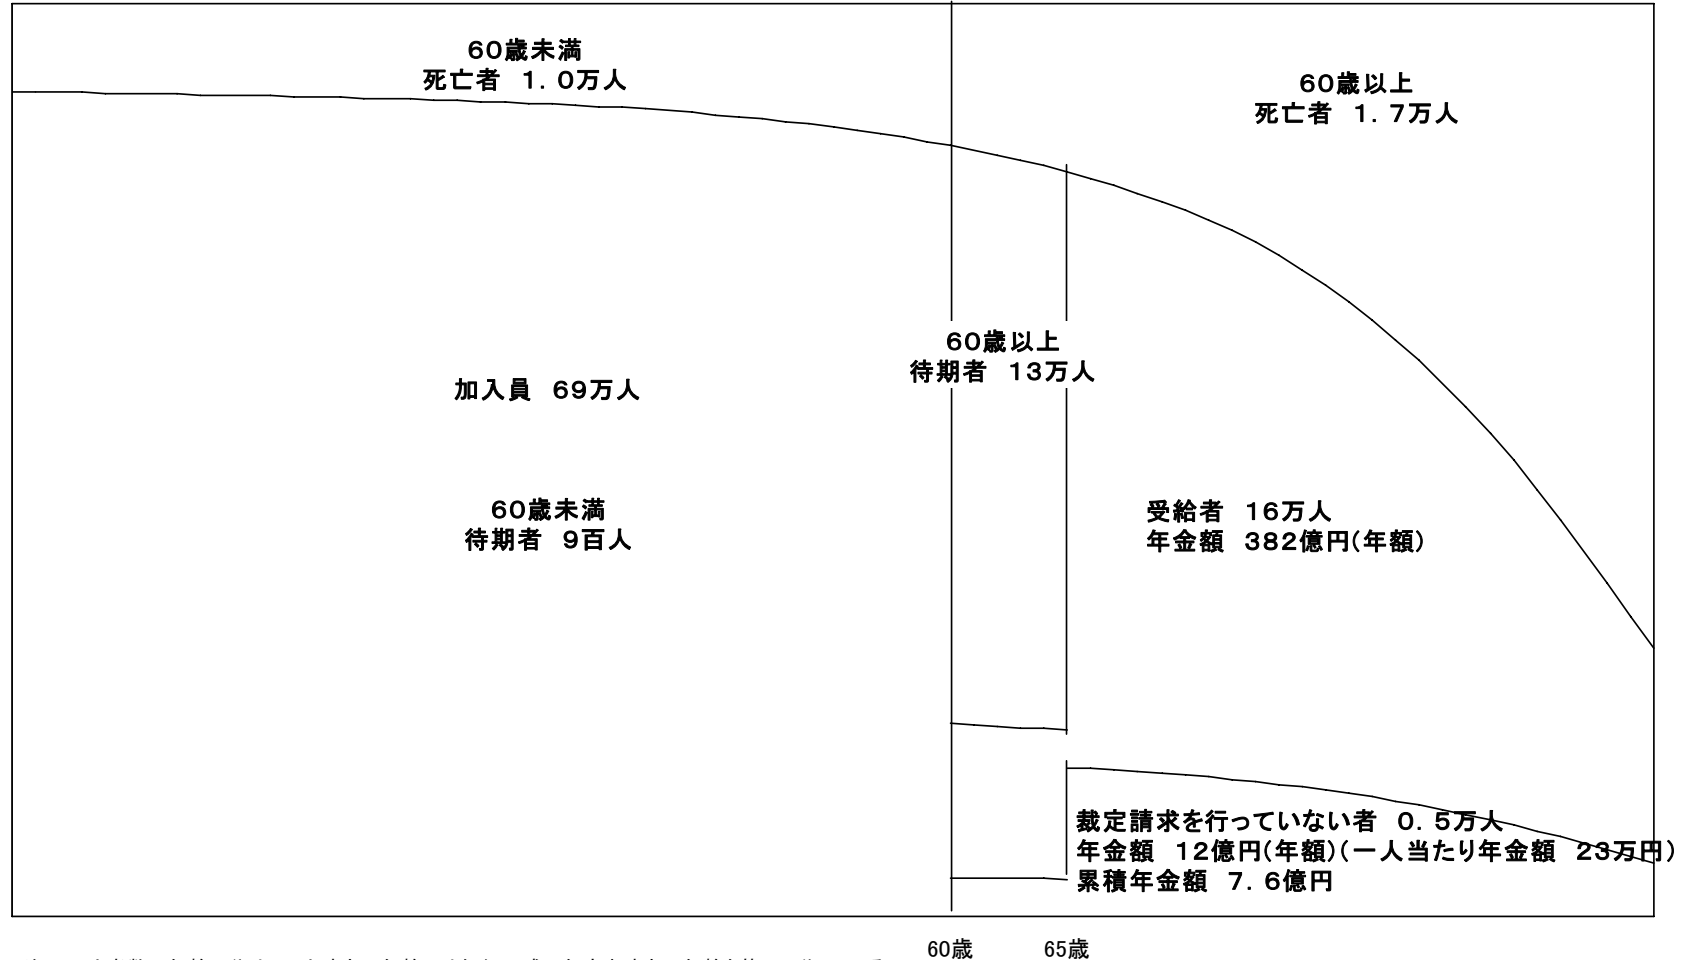 60歳未満
死亡者　1.0万人
60歳以上
死亡者　1.7万人
60歳以上
待期者　13万人
加入員　69万人
60歳未満
待期者　9百人
受給者　16万人
年金額　382億円(年額)
裁定請求を行っていない者　0.5万人
年金額　12億円(年額)(一人当たり年金額　23万円)
累積年金額　7.6億円
60歳
65歳